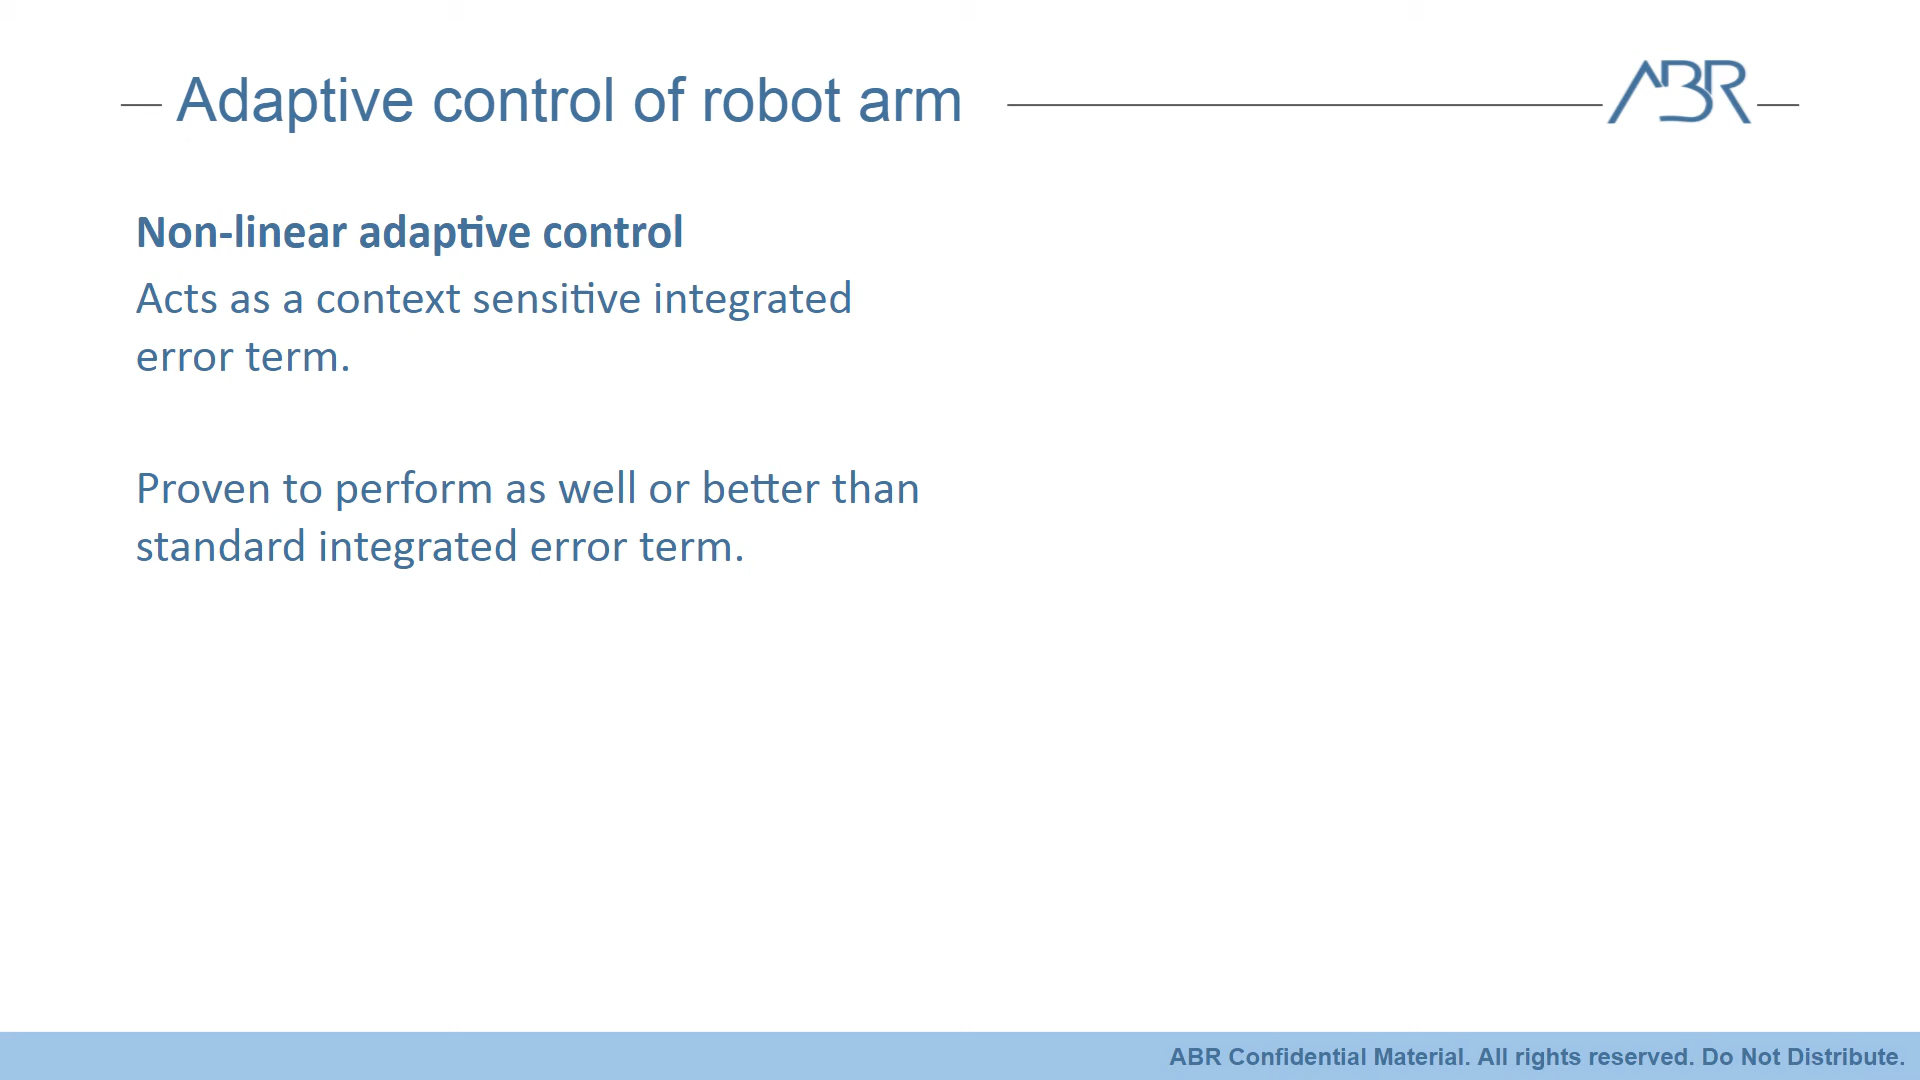 Adaptive control of robot arm
ABR
Non-linear adaptive control
Acts as a context sensitive integrated
error term.
Proven to perform as well or better than
standard integrated error term.
ABR Confidential Material. All rights reserved. Do Not Distribute.